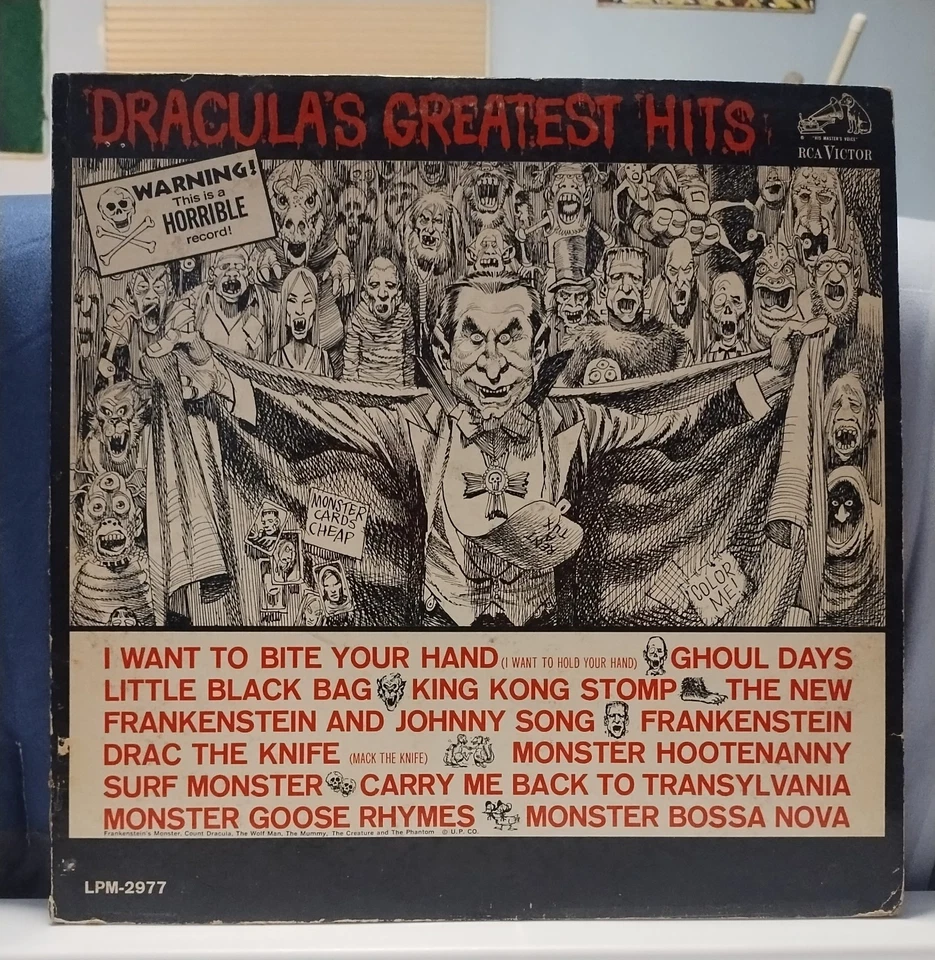 DRACULA'S GREATEST HITS
"HIS MASTER'S VOICE"
RCA VICTOR
WARNING!
This is a
HORRIBLE
record!
MONSTER
CARDS
CHEAP
COLOR
ME!
I WANT TO BITE YOUR HAND (I WANT TO HOLD YOUR HAND) GHOUL DAYS
LITTLE BLACK BAG KING KONG STOMP THE NEW
FRANKENSTEIN AND JOHNNY SONG FRANKENSTEIN
DRAC THE KNIFE (MACK THE KNIFE) MONSTER HOOTENANNY
SURF MONSTER CARRY ME BACK TO TRANSYLVANIA
MONSTER GOOSE RHYMES MONSTER BOSSA NOVA
Frankenstein's Monster, Count Dracula, The Wolf Man, The Mummy, The Creature and The Phantom © U.P. CO.
LPM-2977